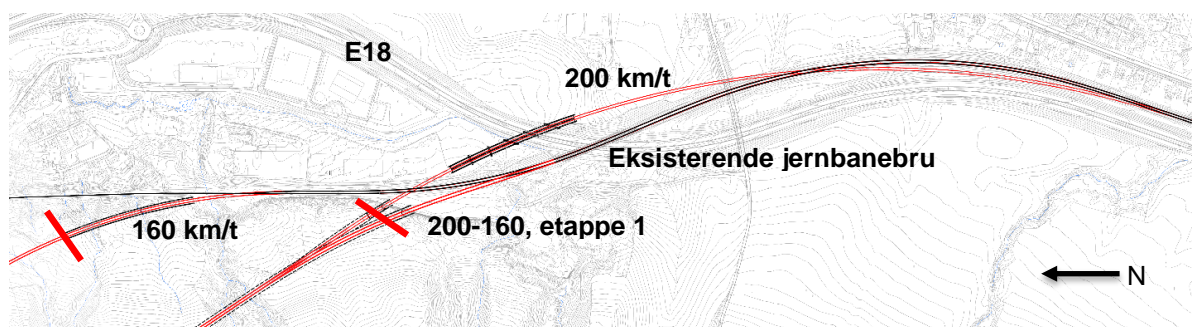 E18
200 km/t
Eksisterende jernbanebru
160 km/t
200-160, etappe 1
N